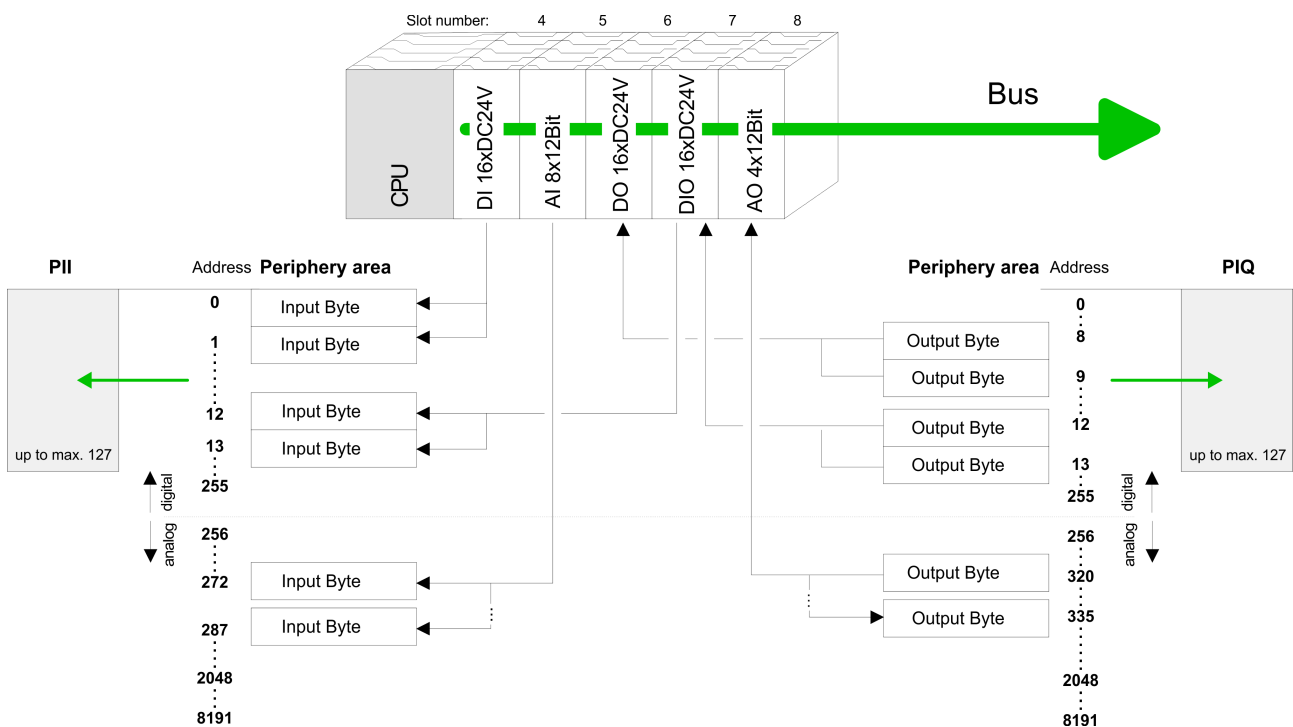 Slot number: 4 5 6 7 8
Bus
CPU
DI 16xDC24V
AI 8x12Bit
DO 16xDC24V
DIO 16xDC24V
AO 4x12Bit
PII
Address Periphery area
0 Input Byte
1 Input Byte
12 Input Byte
13 Input Byte
255
up to max. 127
digital
analog
256
272 Input Byte
287 Input Byte
2048
8191
Periphery area Address
PIQ
0
Output Byte 8
Output Byte 9
Output Byte 12
Output Byte 13
255
up to max. 127
digital
analog
256
Output Byte 320
Output Byte 335
2048
8191